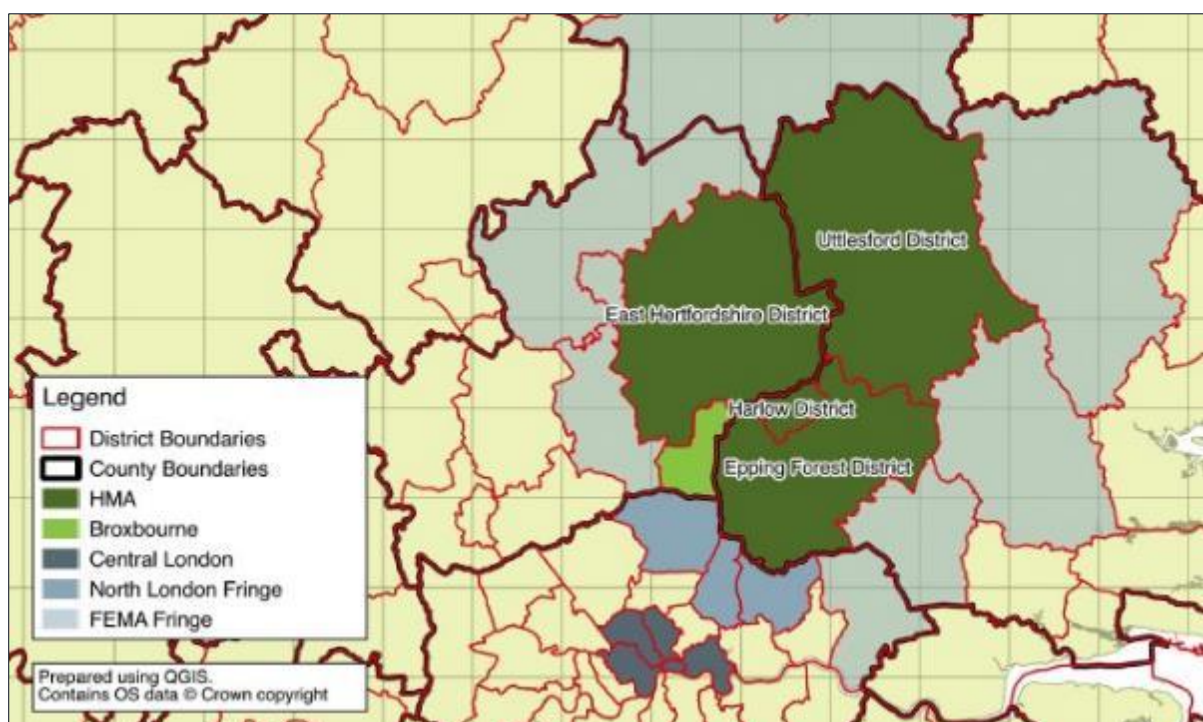 Uttlesford District
East Hertfordshire District
Harlow District
Epping Forest District
Legend
District Boundaries
County Boundaries
HMA
Broxbourne
Central London
North London Fringe
FEMA Fringe
Prepared using QGIS.
Contains OS data © Crown copyright